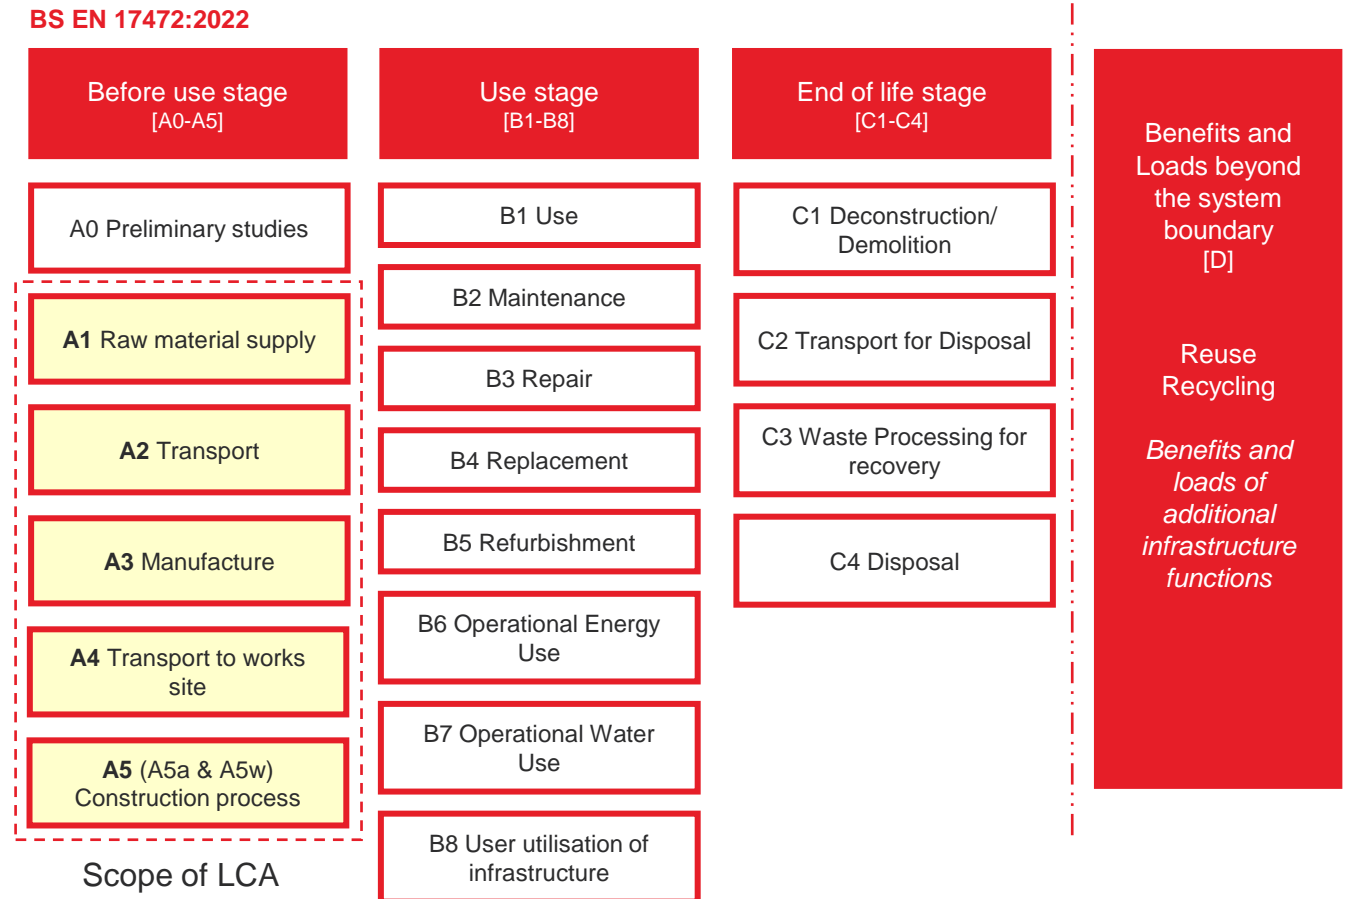 BS EN 17472:2022
Before use stage
[A0-A5]
A0 Preliminary studies
A1 Raw material supply
A2 Transport
A3 Manufacture
A4 Transport to works
site
A5 (A5a & A5w)
Construction process
Scope of LCA
Use stage
[B1-B8]
B1 Use
B2 Maintenance
B3 Repair
B4 Replacement
B5 Refurbishment
B6 Operational Energy
Use
B7 Operational Water
Use
B8 User utilisation of
infrastructure
End of life stage
[C1-C4]
C1 Deconstruction/
Demolition
C2 Transport for Disposal
C3 Waste Processing for
recovery
C4 Disposal
Benefits and
Loads beyond
the system
boundary
[D]
Reuse
Recycling
Benefits and
loads of
additional
infrastructure
functions